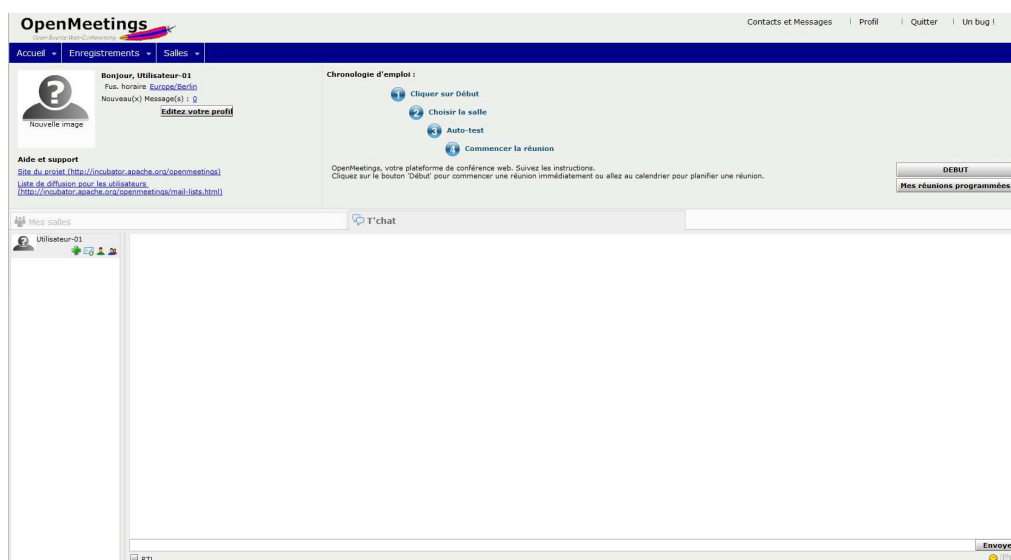 OpenMeetings
Open-Source Web-Conferencing
Contacts et Messages | Profil | Quitter | Un bug !
Accueil Enregistrements Salles
Bonjour, Utilisateur-01
Fus. horaire Europe/Berlin
Nouveau(x) Message(s) : 0
Editez votre profil
Nouvelle image
Aide et support
Site du projet (http://incubator.apache.org/openmeetings)
Liste de diffusion pour les utilisateurs
(http://incubator.apache.org/openmeetings/mail-lists.html)
Chronologie d'emploi :
1 Cliquer sur Début
2 Choisir la salle
3 Auto-test
4 Commencer la réunion
OpenMeetings, votre plateforme de conférence web. Suivez les instructions.
Cliquez sur le bouton 'Début' pour commencer une réunion immédiatement ou allez au calendrier pour planifier une réunion.
DEBUT
Mes réunions programmées
Mes salles
T'chat
Utilisateur-01
Envoye
RTL